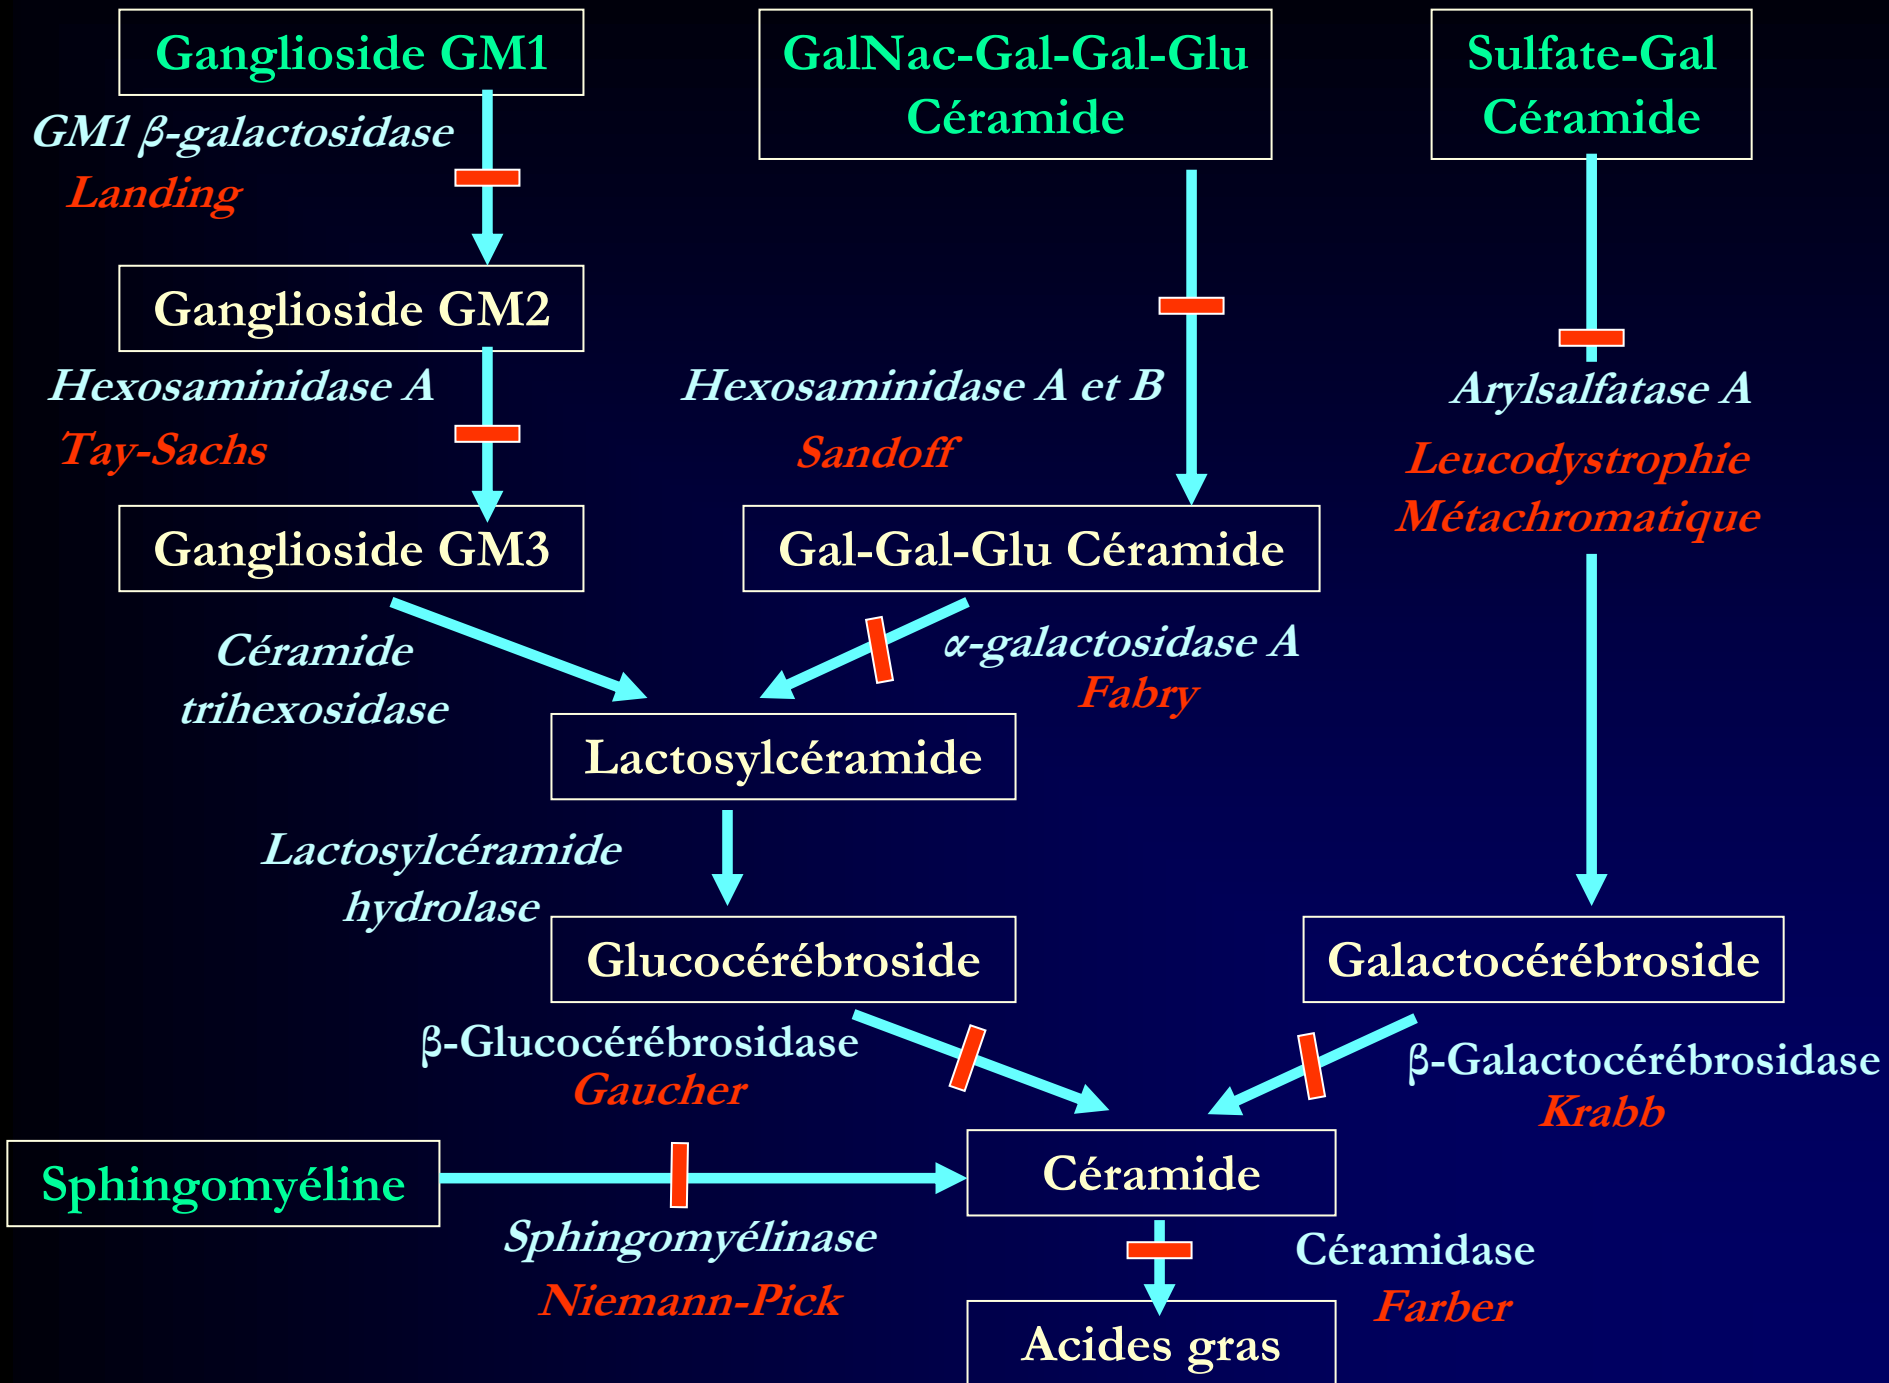 Ganglioside GM1
GalNac-Gal-Gal-Glu
Céramide
Sulfate-Gal
Céramide
GM1 β-galactosidase
Landing
Ganglioside GM2
Hexosaminidase A
Tay-Sachs
Hexosaminidase A et B
Sandoff
Arylsalfatase A
Leucodystrophie
Métachromatique
Ganglioside GM3
Gal-Gal-Glu Céramide
Céramide
trihexosidase
α-galactosidase A
Fabry
Lactosylcéramide
Lactosylcéramide
hydrolase
Glucocérébroside
Galactocérébroside
β-Glucocérébrosidase
Gaucher
β-Galactocérébrosidase
Krabb
Sphingomyéline
Céramide
Sphingomyélinase
Niemann-Pick
Céramidase
Farber
Acides gras